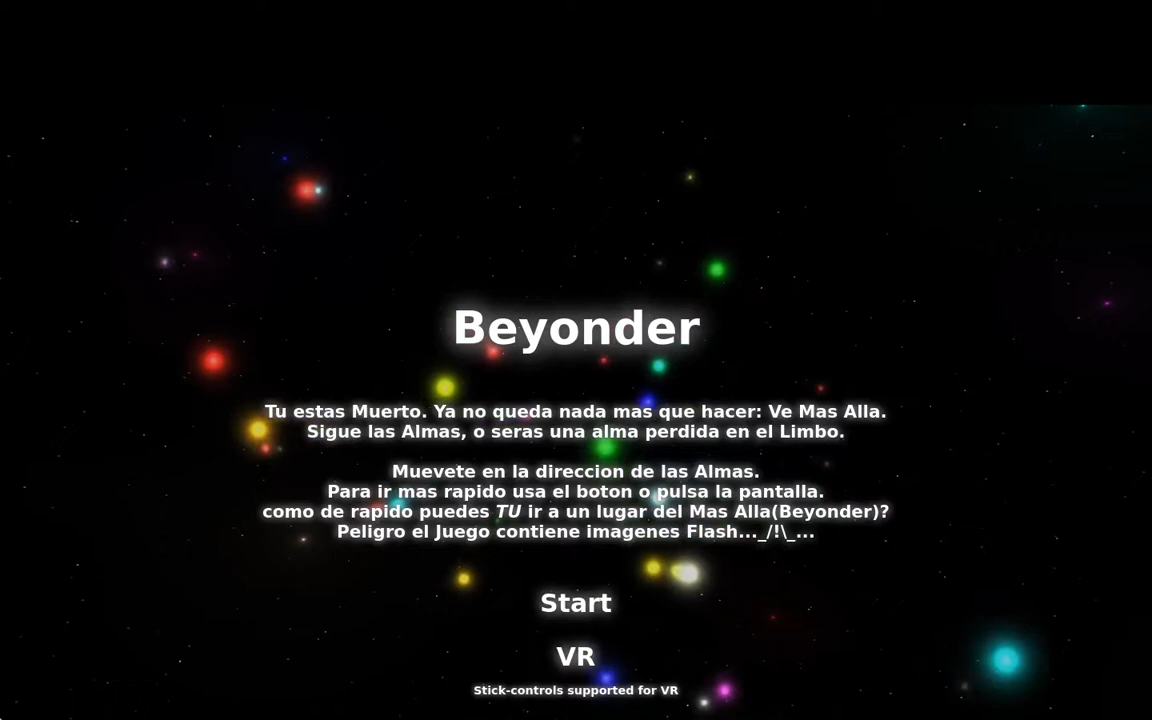 Beyonder
Tu estas Muerto. Ya no queda nada mas que hacer: Ve Mas Alla.
Sigue las Almas, o seras una alma perdida en el Limbo.
Muevete en la direccion de las Almas.
Para ir mas rapido usa el boton o pulsa la pantalla.
como de rapido puedes TU ir a un lugar del Mas Alla(Beyonder)?
Peligro el Juego contiene imagenes Flash..._/!\_...
Start
VR
Stick-controls supported for VR